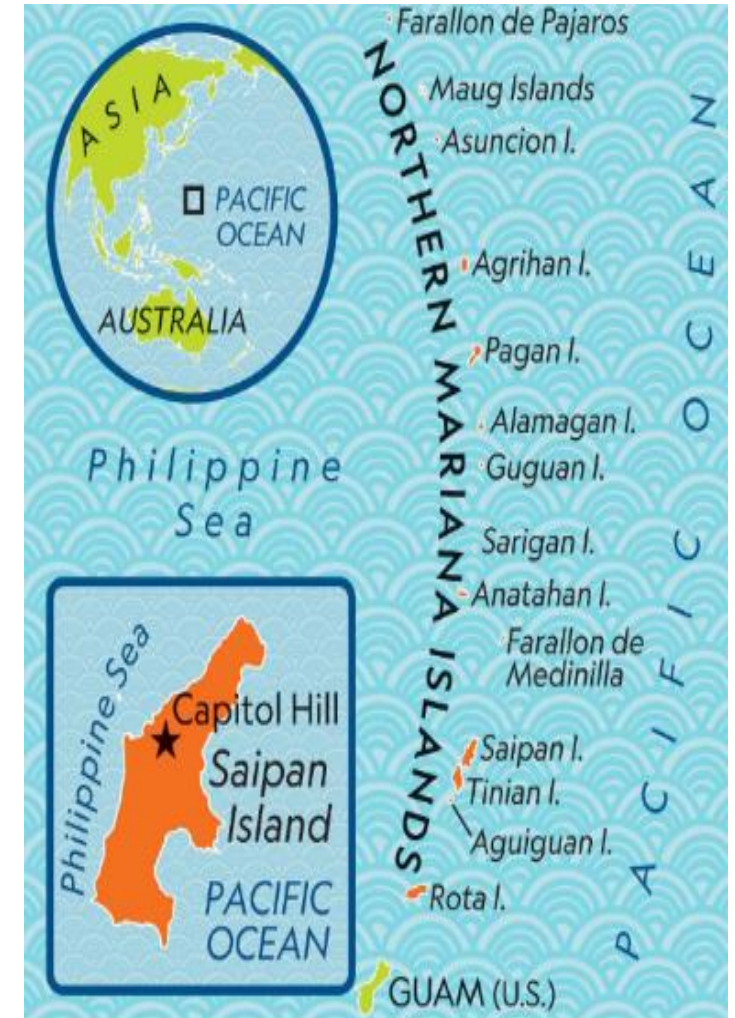 Farallon de Pajaros
Maug Islands
Asuncion I.
Agrihan I.
Pagan I.
Alamagan I.
Guguan I.
Sarigan I.
Anatahan I.
Farallon de
Medinilla
Saipan I.
Tinian I.
Aguiguan I.
Rota I.
GUAM (U.S.)
NORTHERN MARIANA ISLANDS
PACIFIC OCEAN
ASIA
PACIFIC
OCEAN
AUSTRALIA
Philippine
Sea
Philippine Sea
Capitol Hill
Saipan
Island
PACIFIC
OCEAN